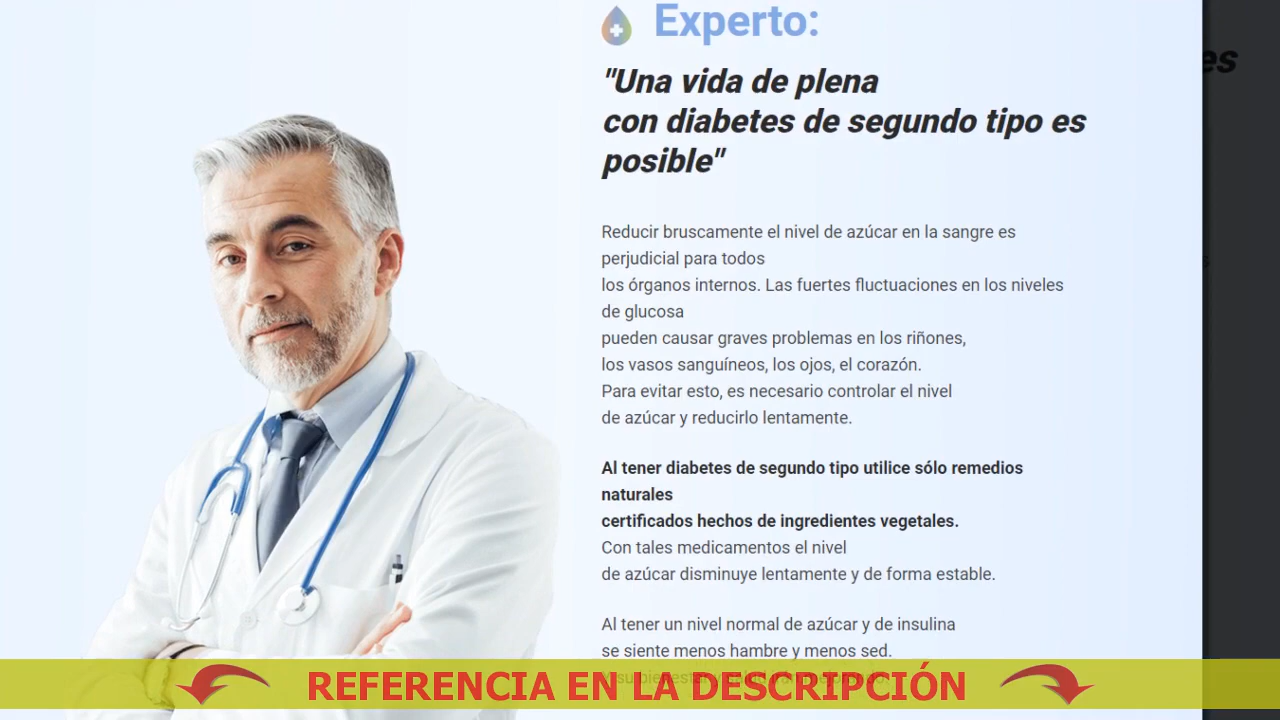 Experto:
"Una vida de plena
con diabetes de segundo tipo es
posible"
Reducir bruscamente el nivel de azúcar en la sangre es
perjudicial para todos
los órganos internos. Las fuertes fluctuaciones en los niveles
de glucosa
pueden causar graves problemas en los riñones,
los vasos sanguíneos, los ojos, el corazón.
Para evitar esto, es necesario controlar el nivel
de azúcar y reducirlo lentamente.
Al tener diabetes de segundo tipo utilice sólo remedios
naturales
certificados hechos de ingredientes vegetales.
Con tales medicamentos el nivel
de azúcar disminuye lentamente y de forma estable.
Al tener un nivel normal de azúcar y de insulina
se siente menos hambre y menos sed.
REFERENCIA EN LA DESCRIPCIÓN